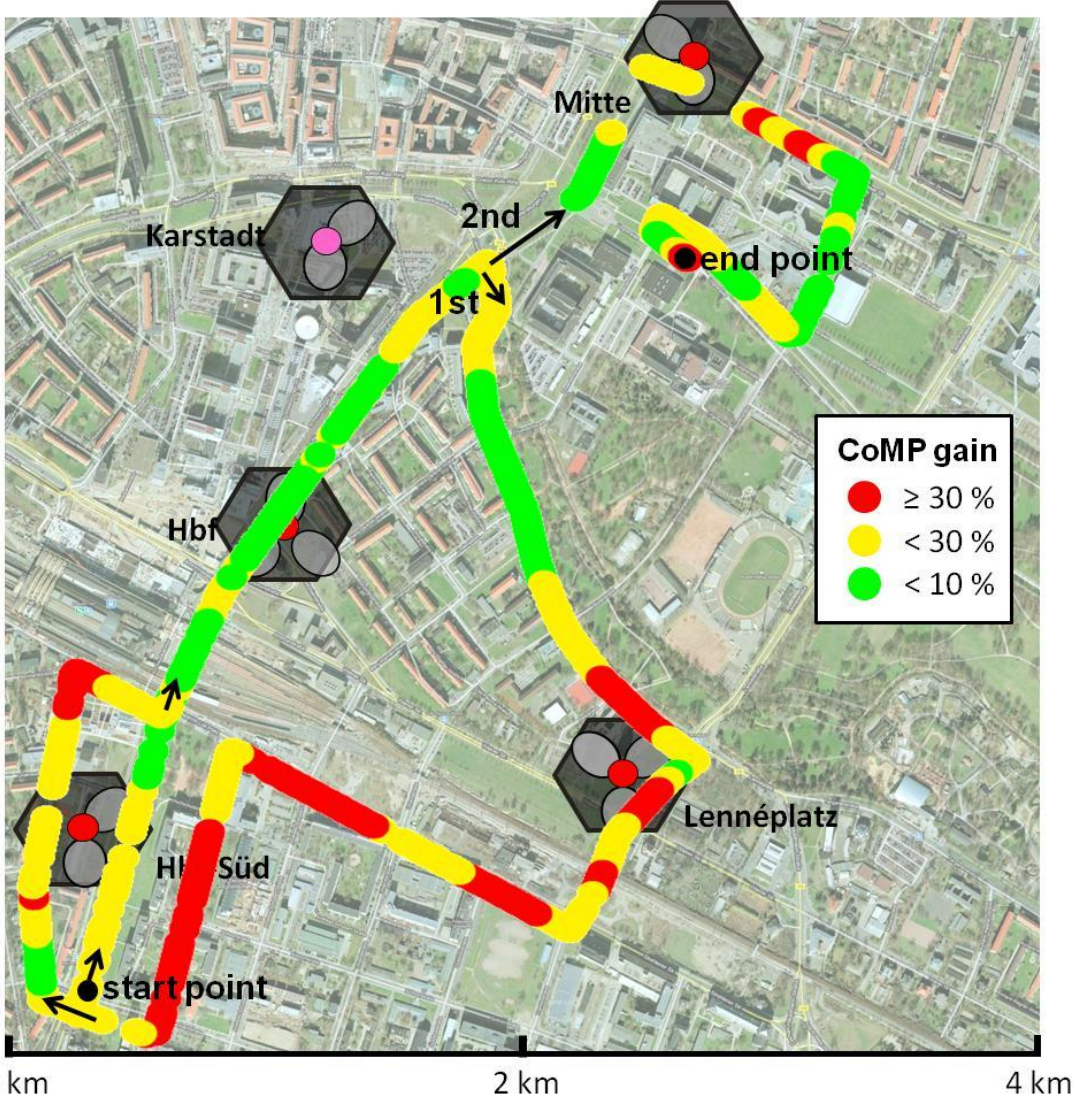 Mitte
2nd
Karstadt
end point
1st
CoMP gain
≥ 30 %
< 30 %
< 10 %
Hbf
Lennéplatz
Süd
start point
km
2 km
4 km